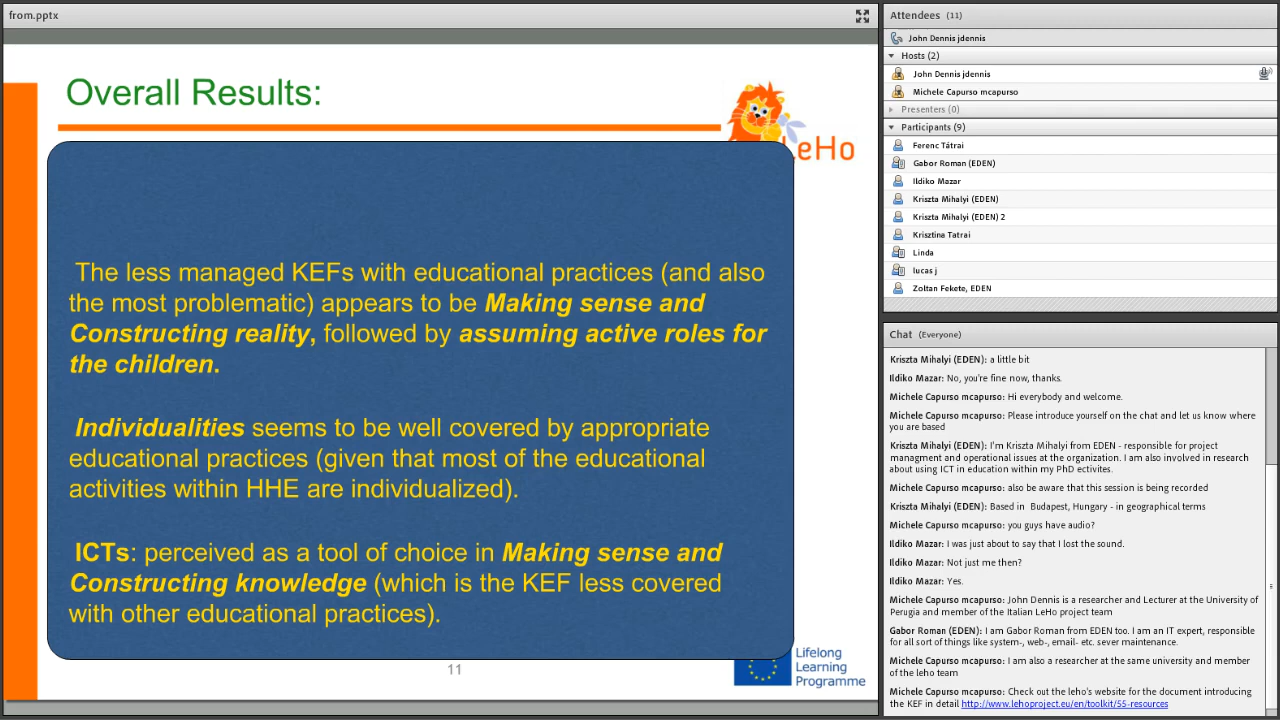 from.pptx
Overall Results:
LeHo
The less managed KEFs with educational practices (and also
the most problematic) appears to be Making sense and
Constructing reality, followed by assuming active roles for
the children.
Individualities seems to be well covered by appropriate
educational practices (given that most of the educational
activities within HHE are individualized).
ICTs: perceived as a tool of choice in Making sense and
Constructing knowledge (which is the KEF less covered
with other educational practices).
11
Lifelong
Learning
Programme
Attendees (11)
John Dennis jdennis
Hosts (2)
John Dennis jdennis
Michele Capurso mcapurso
Presenters (0)
Participants (9)
Ferenc Tátrai
Gabor Roman (EDEN)
Ildiko Mazar
Kriszta Mihalyi (EDEN)
Kriszta Mihalyi (EDEN) 2
Krisztina Tatrai
Linda
lucas j
Zoltan Fekete, EDEN
Chat (Everyone)
Kriszta Mihalyi (EDEN): a little bit
Ildiko Mazar: No, you're fine now, thanks.
Michele Capurso mcapurso: Hi everybody and welcome.
Michele Capurso mcapurso: Please introduce yourself on the chat and let us know where
you are based
Kriszta Mihalyi (EDEN): I'm Kriszta Mihalyi from EDEN - responsible for project
managment and operational issues at the organization. I am also involved in research
about using ICT in education within my PhD ectivites.
Michele Capurso mcapurso: also be aware that this session is being recorded
Kriszta Mihalyi (EDEN): Based in Budapest, Hungary - in geographical terms
Michele Capurso mcapurso: you guys have audio?
Ildiko Mazar: I was just about to say that I lost the sound.
Ildiko Mazar: Not just me then?
Ildiko Mazar: Yes.
Michele Capurso mcapurso: John Dennis is a researcher and Lecturer at the University of
Perugia and member of the Italian LeHo project team
Gabor Roman (EDEN): I am Gabor Roman from EDEN too. I am an IT expert, responsible
for all sort of things like system-, web-, email- etc. sever maintenance.
Michele Capurso mcapurso: I am also a researcher at the same university and member
of the leho team
Michele Capurso mcapurso: Check out the leho's website for the document introducing
the KEF in detail http://www.lehoproject.eu/en/toolkit/55-resources